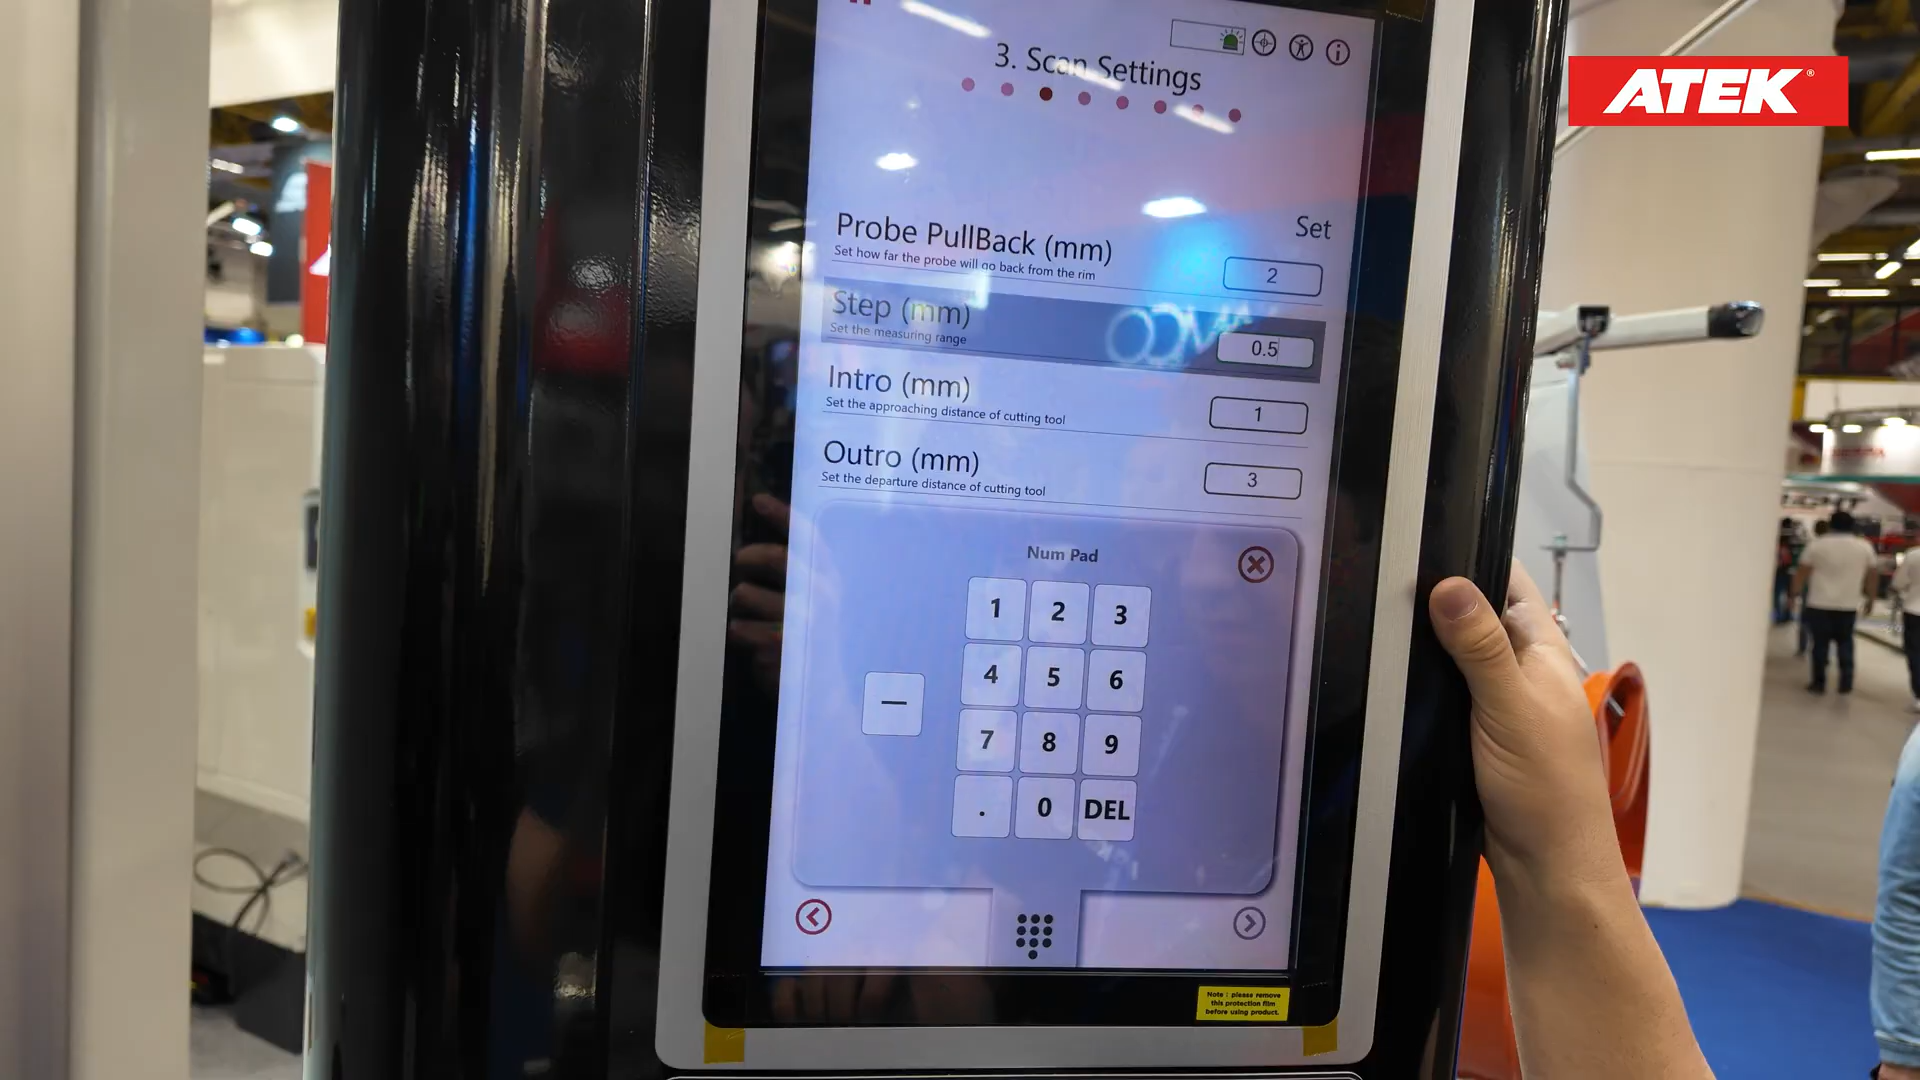 ATEK®
3. Scan Settings
Set
Probe PullBack (mm)
Set how far the probe will go back from the rim
2
Step (mm)
Set the measuring range
0.5
Intro (mm)
Set the approaching distance of cutting tool
1
Outro (mm)
Set the departure distance of cutting tool
3
Num Pad
1 2 3
4 5 6
— 
7 8 9
. 0 DEL
Note : please remove
this protection film
before using product.